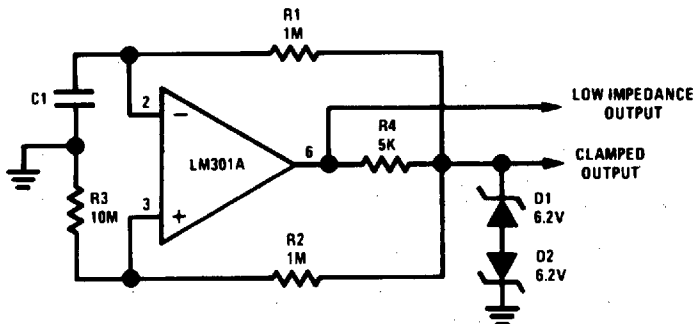 R1
1M
C1
2
LM301A
6
R4
5K
LOW IMPEDANCE
OUTPUT
CLAMPED
OUTPUT
R3
10M
3
D1
6.2V
R2
1M
D2
6.2V